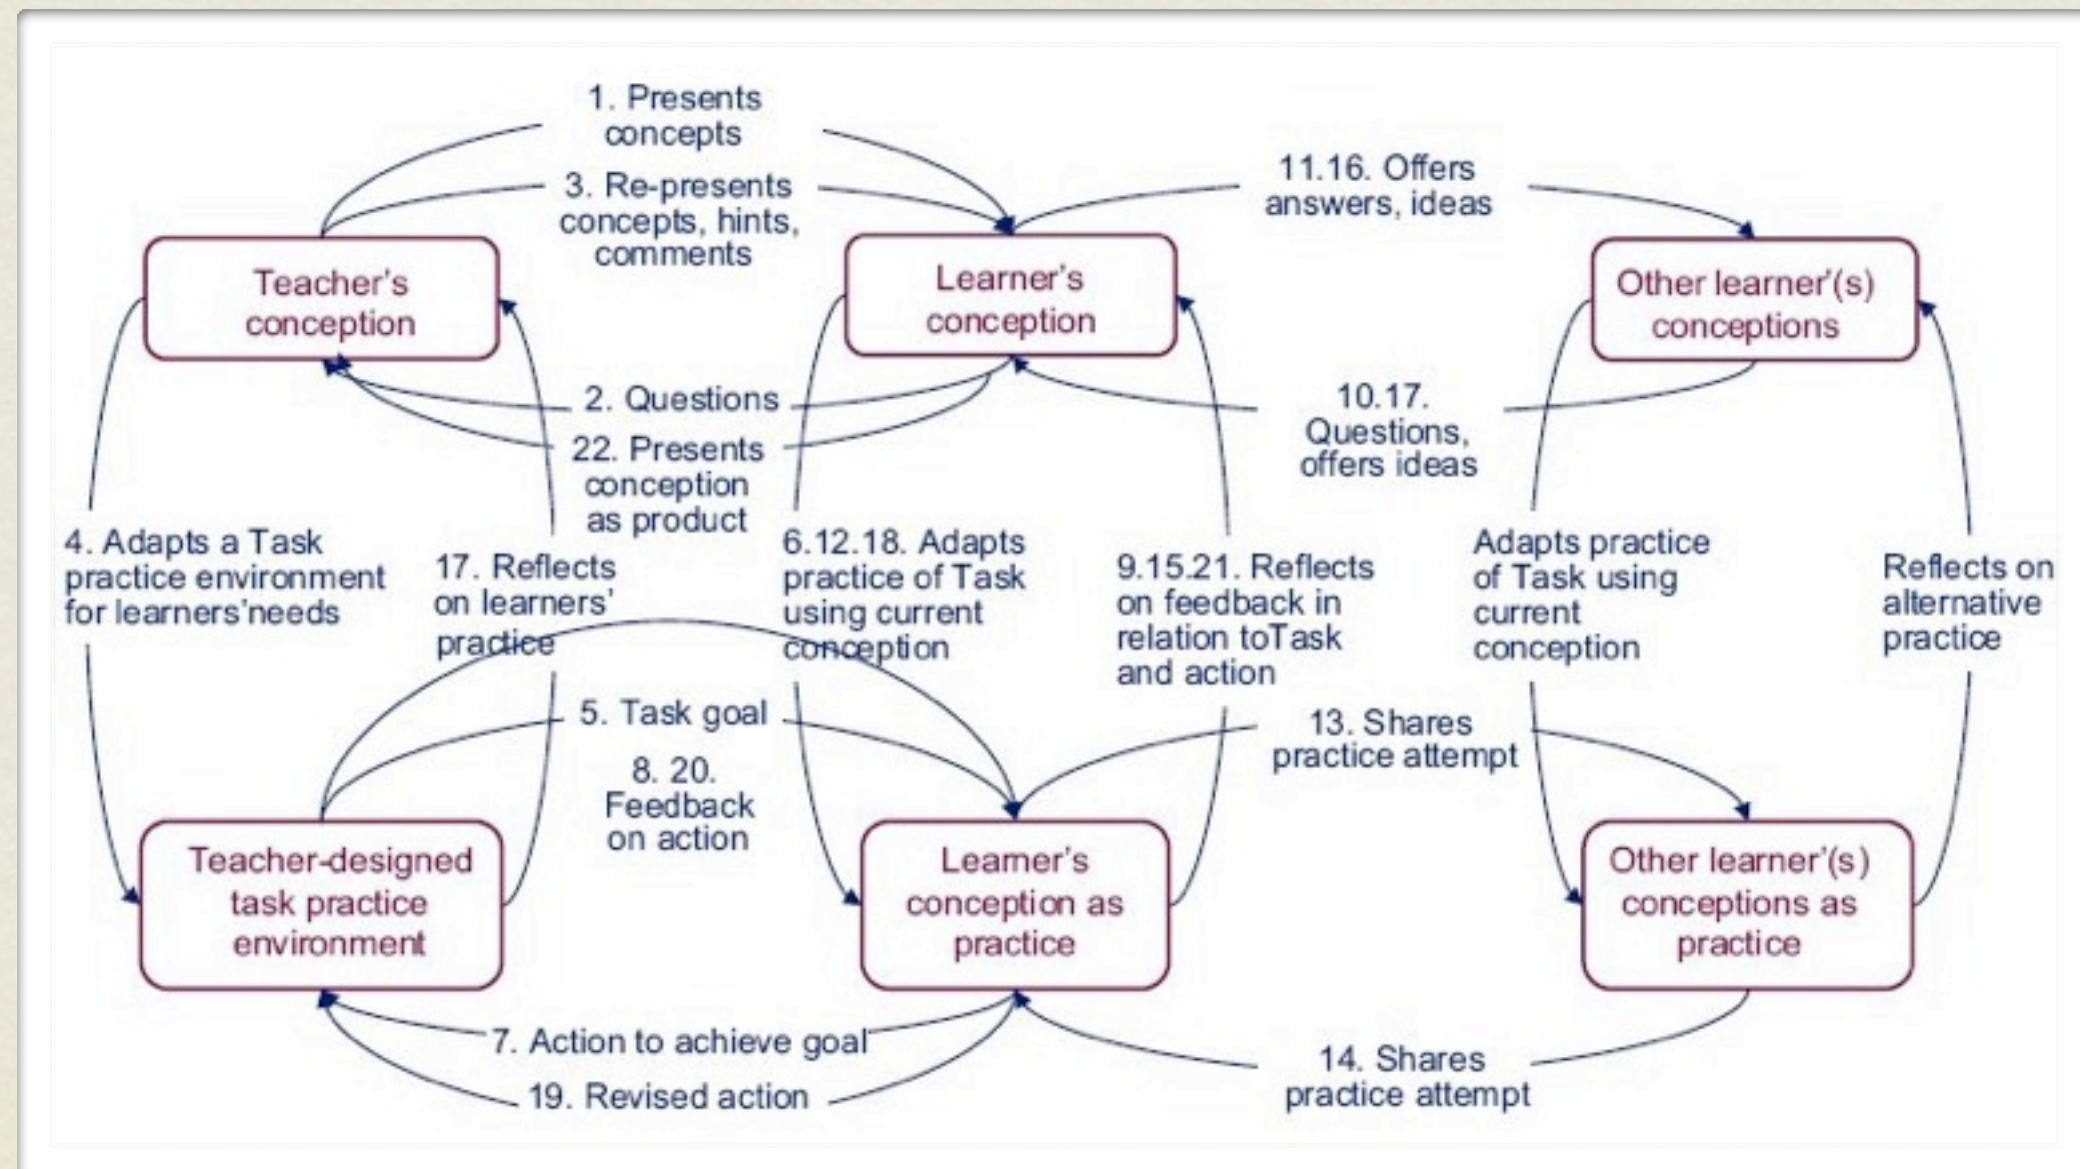 1. Presents
concepts
3. Re-presents
concepts, hints,
comments
11.16. Offers
answers, ideas
Teacher's
conception
Learner's
conception
Other learner'(s)
conceptions
2. Questions
22. Presents
conception
as product
10.17.
Questions,
offers ideas
4. Adapts a Task
practice environment
for learners'needs
17. Reflects
on learners'
practice
6.12.18. Adapts
practice of Task
using current
conception
9.15.21. Reflects
on feedback in
relation toTask
and action
Adapts practice
of Task using
current
conception
Reflects on
alternative
practice
5. Task goal
8. 20.
Feedback
on action
13. Shares
practice attempt
Teacher-designed
task practice
environment
Learner's
conception as
practice
Other learner'(s)
conceptions as
practice
7. Action to achieve goal
19. Revised action
14. Shares
practice attempt